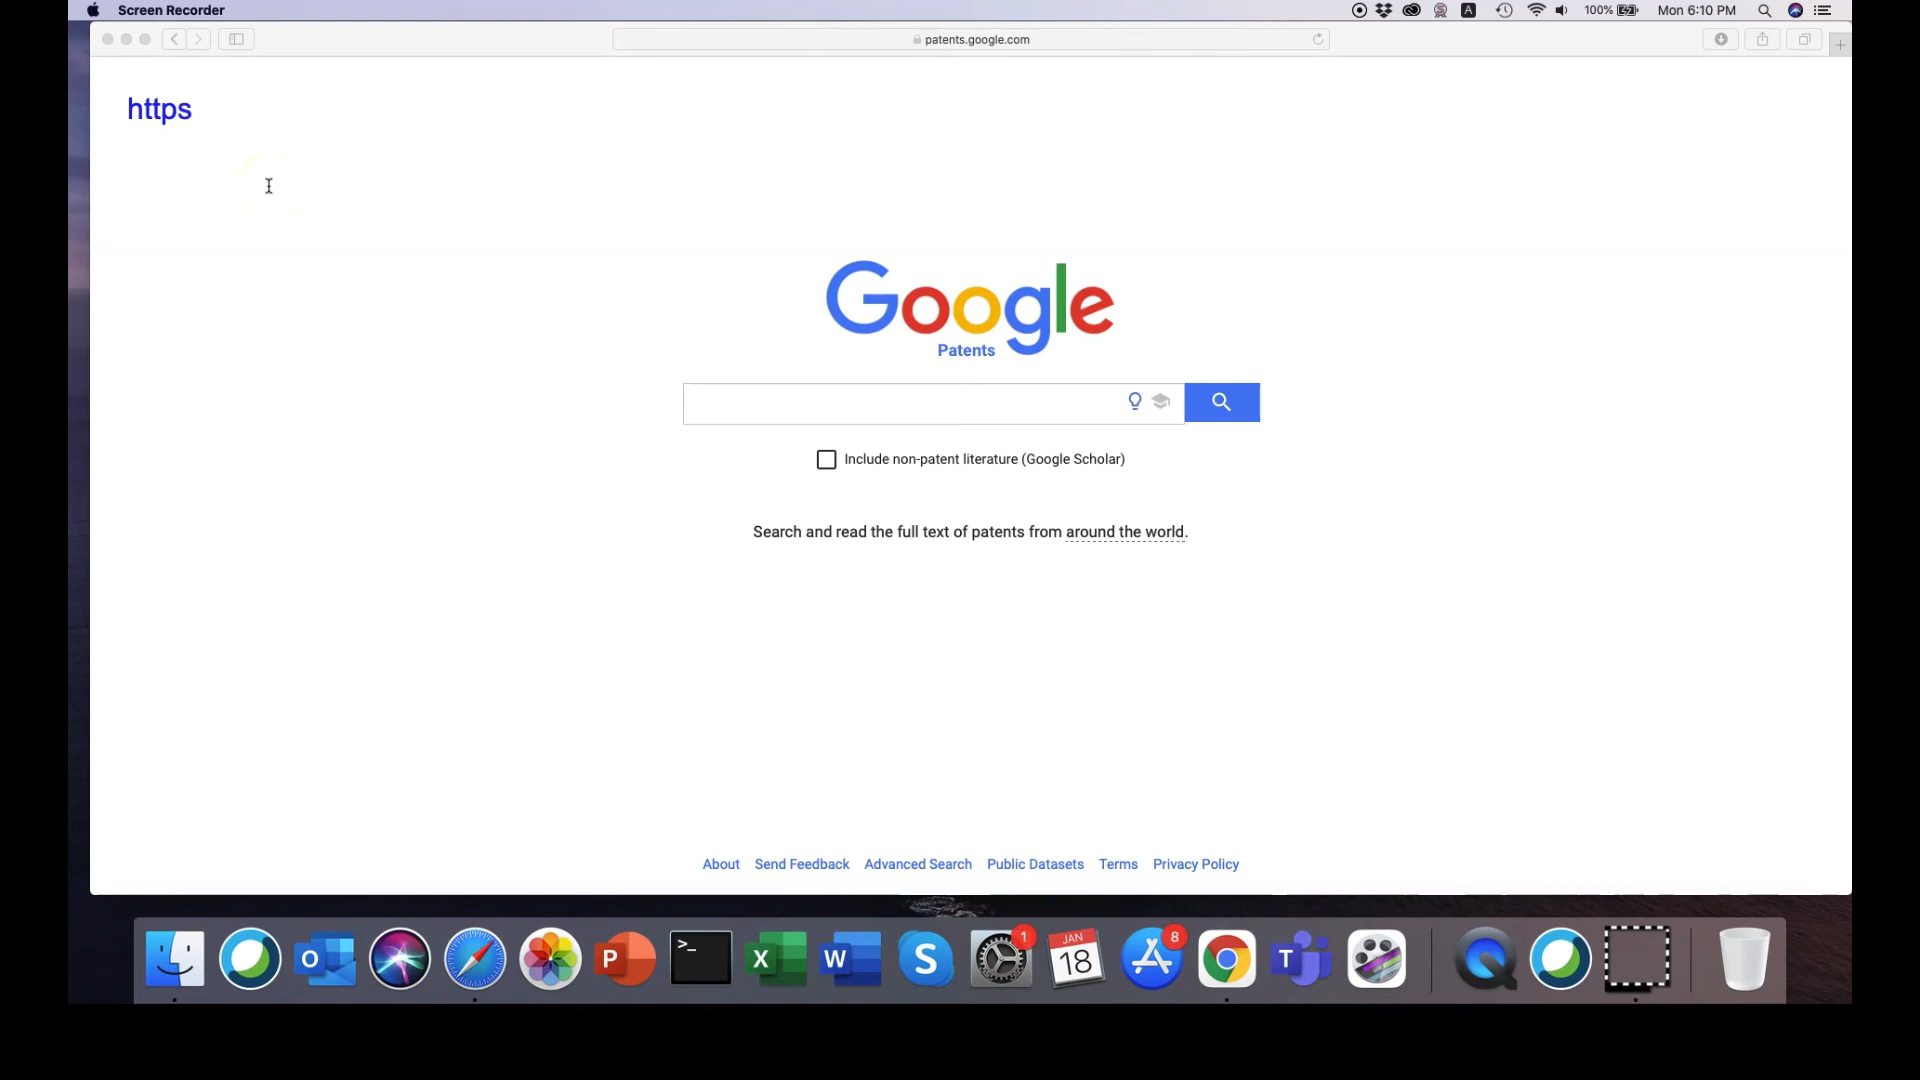 Screen Recorder
A
100%
Mon 6:10 PM
patents.google.com
https
Google
Patents
Include non-patent literature (Google Scholar)
Search and read the full text of patents from around the world.
About Send Feedback Advanced Search Public Datasets Terms Privacy Policy
O
P
>_
X
W
S
1
JAN
18
8
T